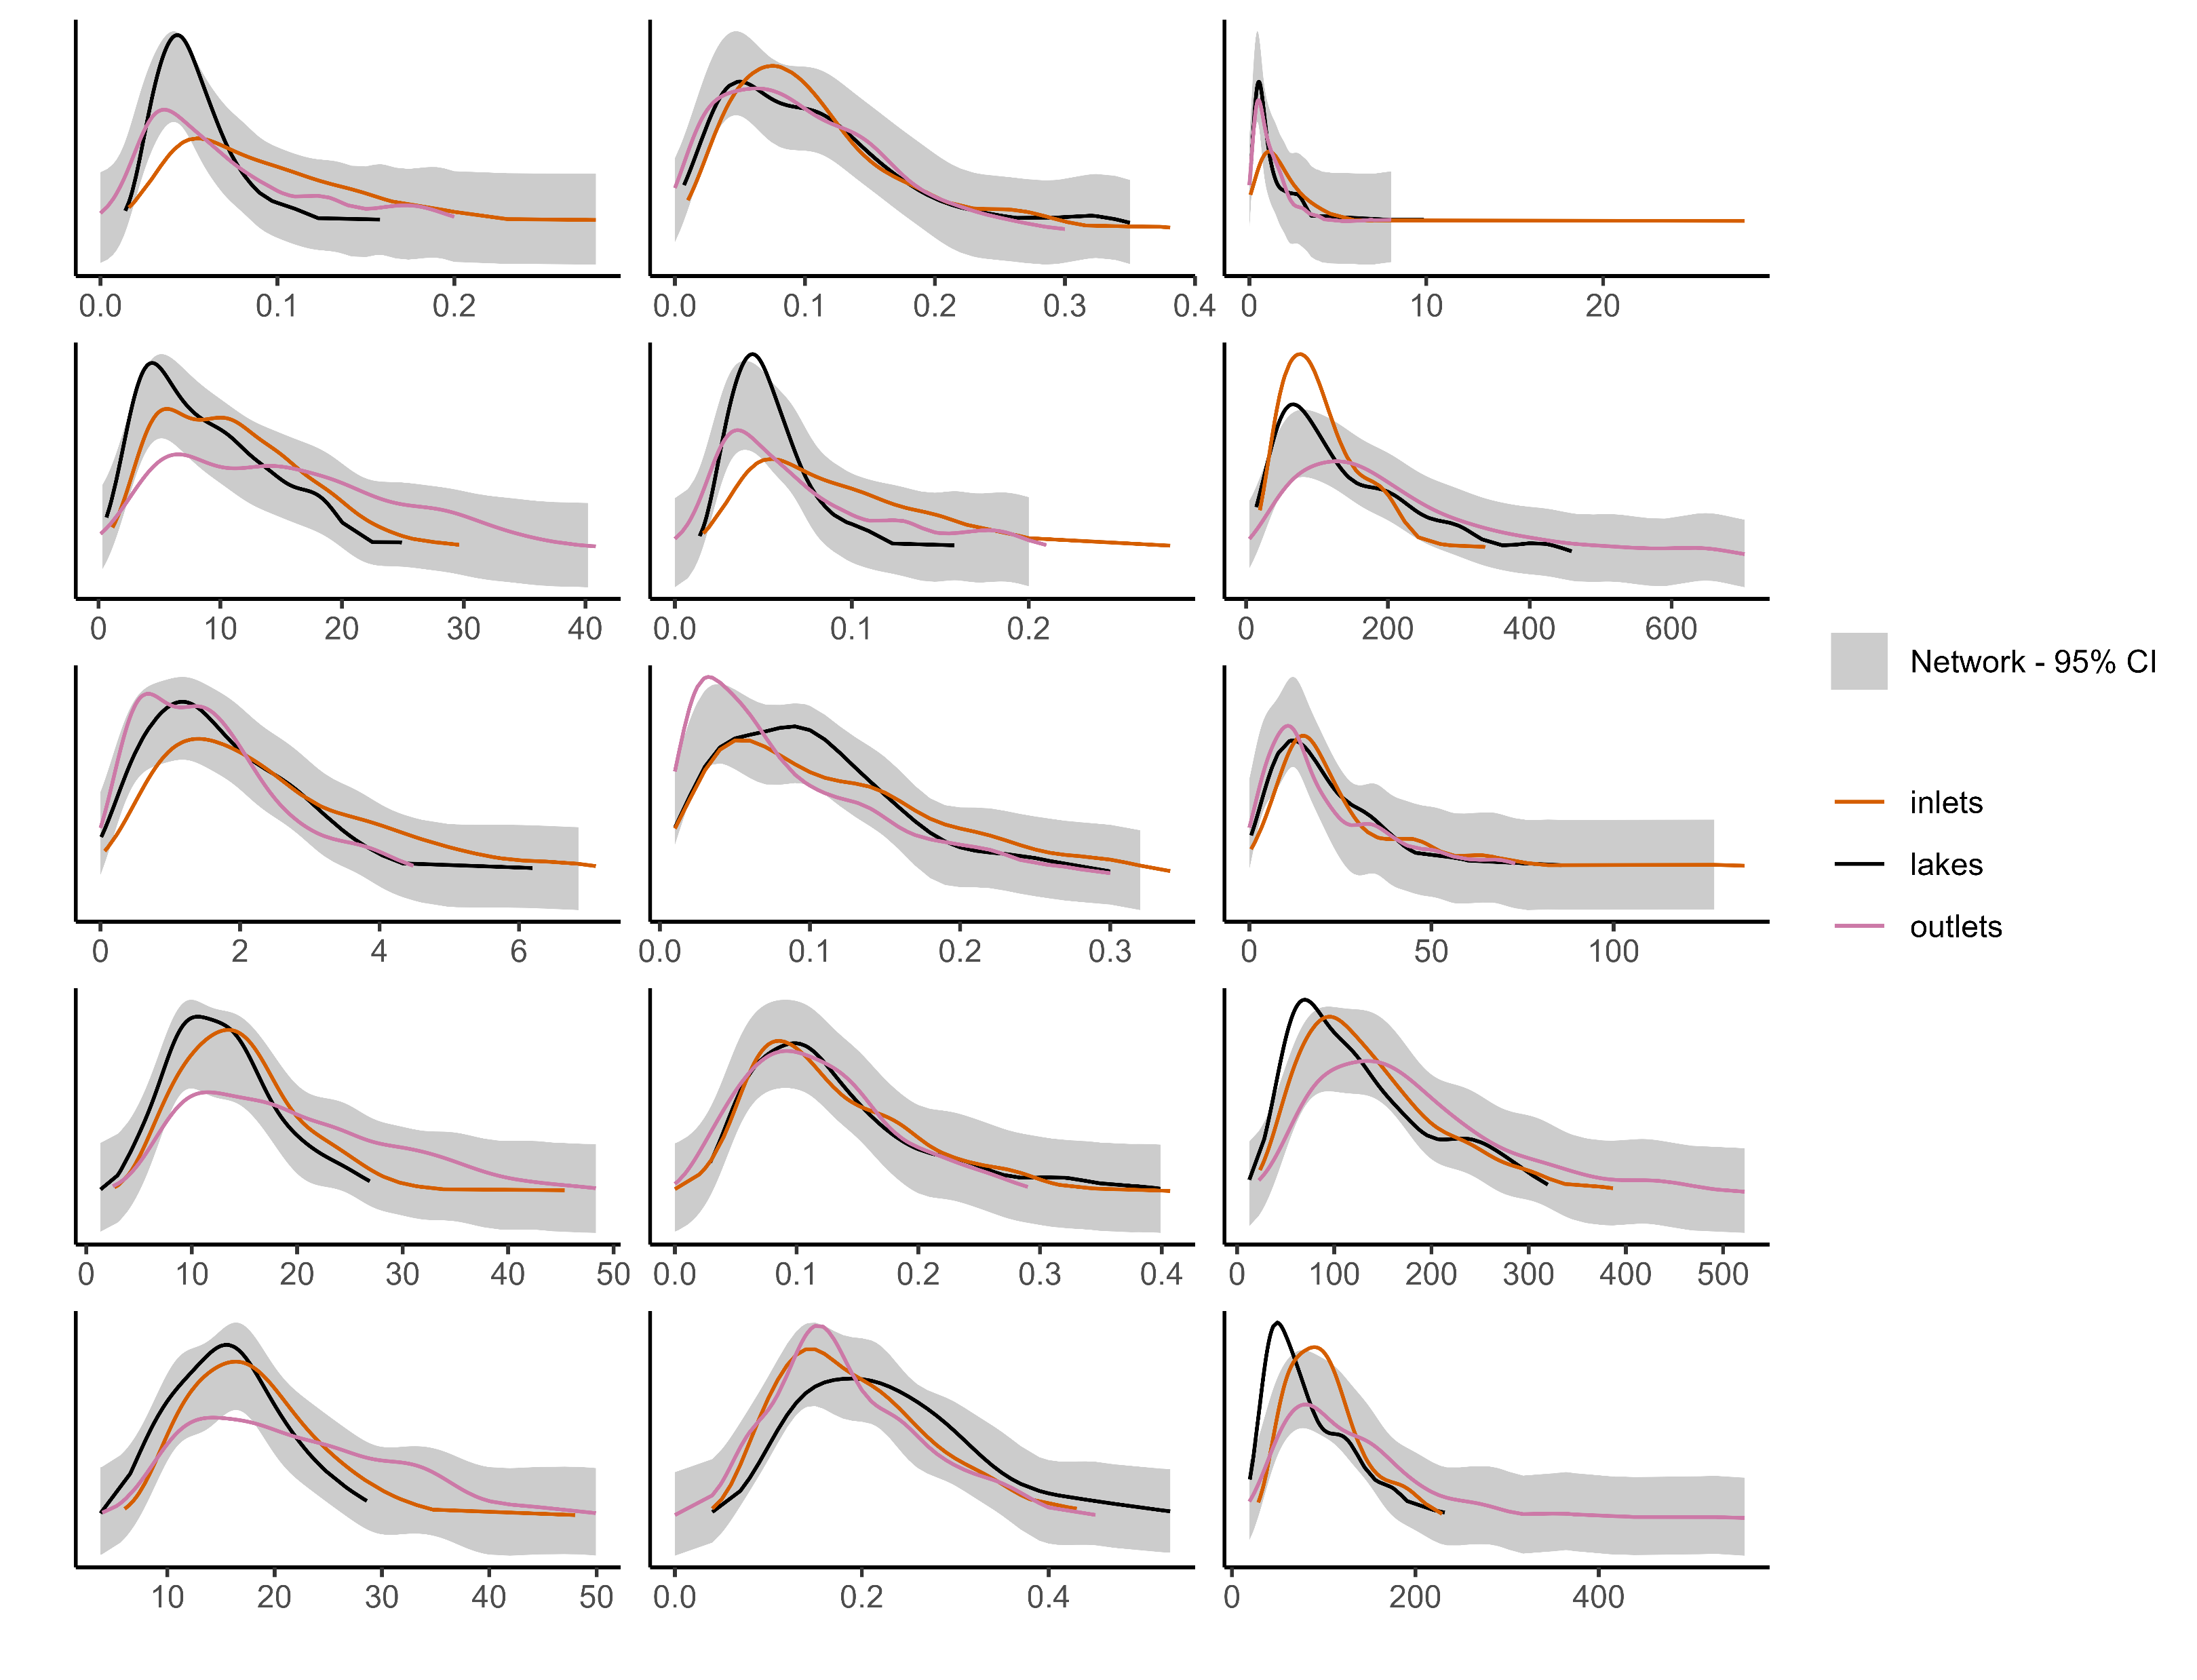 0.0 0.1 0.2
0.0 0.1 0.2 0.3 0.4
0 10 20
0 10 20 30 40
0.0 0.1 0.2
0 200 400 600
Network - 95% CI
inlets
lakes
outlets
0 2 4 6
0.0 0.1 0.2 0.3
0 50 100
0 10 20 30 40 50
0.0 0.1 0.2 0.3 0.4
0 100 200 300 400 500
10 20 30 40 50
0.0 0.2 0.4
0 200 400